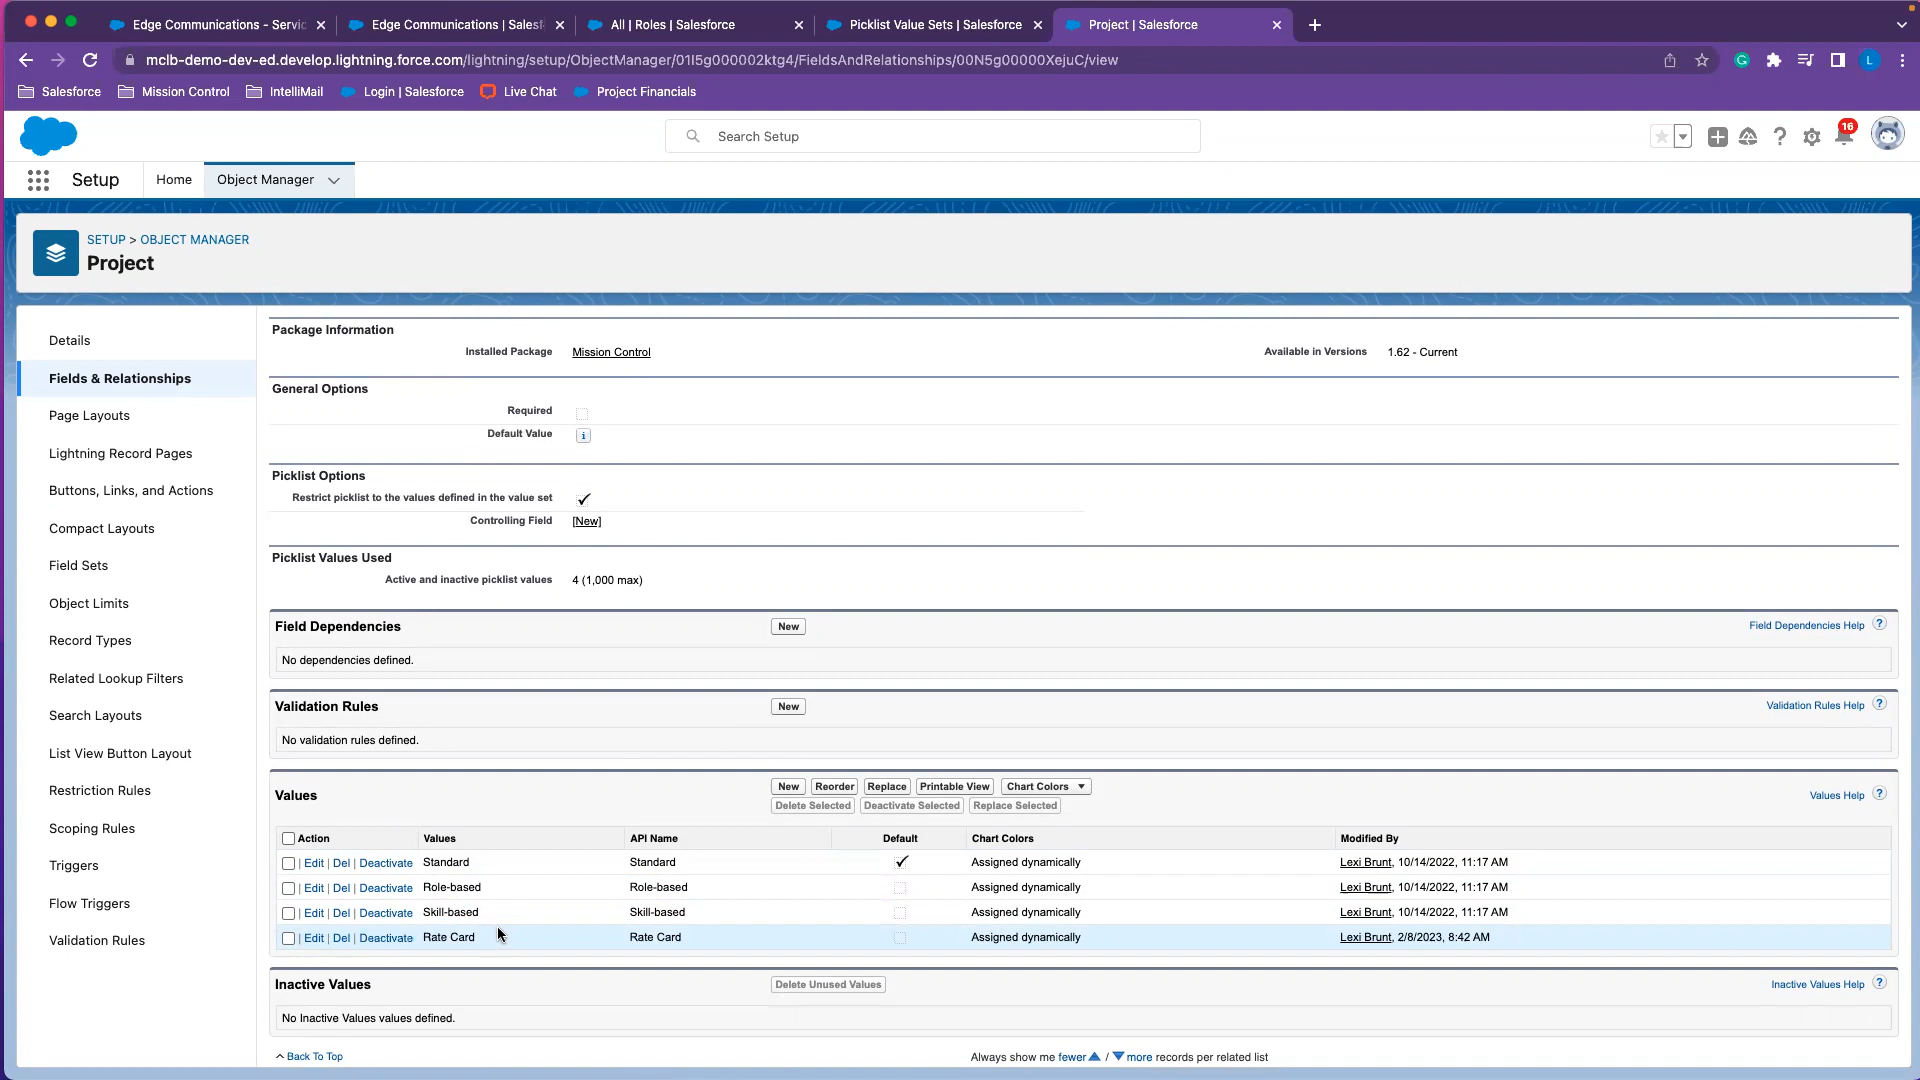 Edge Communications - Servic
Edge Communications | Salesf
All | Roles | Salesforce
Picklist Value Sets | Salesforce
Project | Salesforce
mclb-demo-dev-ed.develop.lightning.force.com/lightning/setup/ObjectManager/01I5g000002ktg4/FieldsAndRelationships/00N5g00000XejuC/view
L
Salesforce
Mission Control
IntelliMail
Login | Salesforce
Live Chat
Project Financials
Search Setup
16
Setup
Home
Object Manager
SETUP > OBJECT MANAGER
Project
Details
Fields & Relationships
Page Layouts
Lightning Record Pages
Buttons, Links, and Actions
Compact Layouts
Field Sets
Object Limits
Record Types
Related Lookup Filters
Search Layouts
List View Button Layout
Restriction Rules
Scoping Rules
Triggers
Flow Triggers
Validation Rules
Package Information
Installed Package Mission Control Available in Versions 1.62 - Current
General Options
Required
Default Value i
Picklist Options
Restrict picklist to the values defined in the value set
Controlling Field [New]
Picklist Values Used
Active and inactive picklist values 4 (1,000 max)
Field Dependencies New Field Dependencies Help ?
No dependencies defined.
Validation Rules New Validation Rules Help ?
No validation rules defined.
Values New Reorder Replace Printable View Chart Colors Values Help ?
Delete Selected Deactivate Selected Replace Selected
Action Values API Name Default Chart Colors Modified By
| Edit | Del | Deactivate Standard Standard Assigned dynamically Lexi Brunt, 10/14/2022, 11:17 AM
| Edit | Del | Deactivate Role-based Role-based Assigned dynamically Lexi Brunt, 10/14/2022, 11:17 AM
| Edit | Del | Deactivate Skill-based Skill-based Assigned dynamically Lexi Brunt, 10/14/2022, 11:17 AM
| Edit | Del | Deactivate Rate Card Rate Card Assigned dynamically Lexi Brunt, 2/8/2023, 8:42 AM
Inactive Values Delete Unused Values Inactive Values Help ?
No Inactive Values values defined.
Back To Top Always show me fewer / more records per related list